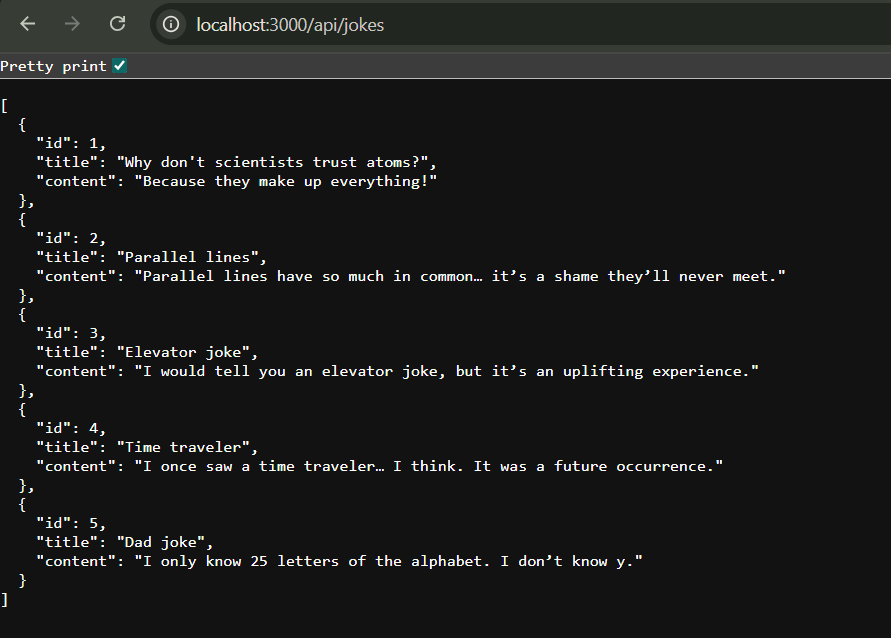 localhost:3000/api/jokes
Pretty print
[
  {
    "id": 1,
    "title": "Why don't scientists trust atoms?",
    "content": "Because they make up everything!"
  },
  {
    "id": 2,
    "title": "Parallel lines",
    "content": "Parallel lines have so much in common… it’s a shame they’ll never meet."
  },
  {
    "id": 3,
    "title": "Elevator joke",
    "content": "I would tell you an elevator joke, but it’s an uplifting experience."
  },
  {
    "id": 4,
    "title": "Time traveler",
    "content": "I once saw a time traveler… I think. It was a future occurrence."
  },
  {
    "id": 5,
    "title": "Dad joke",
    "content": "I only know 25 letters of the alphabet. I don’t know y."
  }
]